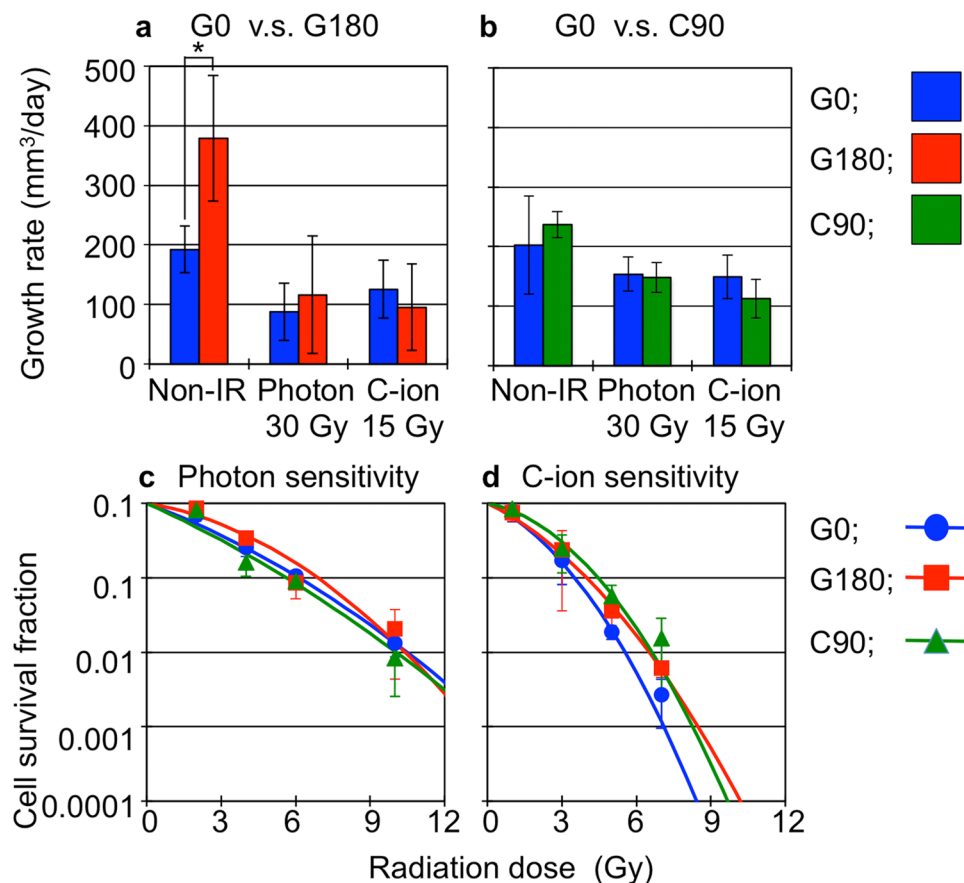 a G0 v.s. G180
b G0 v.s. C90
*
Growth rate (mm³/day)
500
400
300
200
100
0
Non-IR Photon C-ion
30 Gy 15 Gy
Non-IR Photon C-ion
30 Gy 15 Gy
G0;
G180;
C90;
c Photon sensitivity
d C-ion sensitivity
Cell survival fraction
0.1
0.1
0.01
0.001
0.0001
0 3 6 9 12
0 3 6 9 12
Radiation dose (Gy)
G0;
G180;
C90;